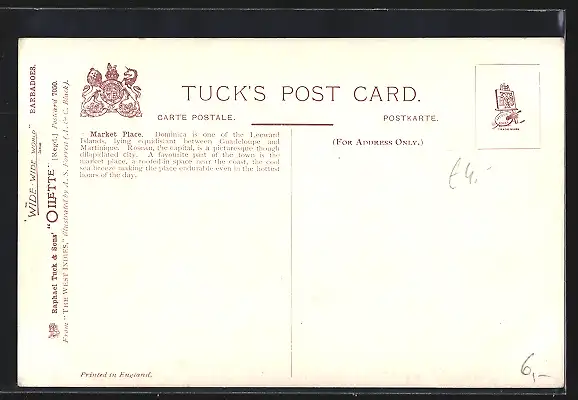 "WIDE-WIDE-WORLD" BARBADOES.
Raphael Tuck & Sons' "OILETTE" [Regd.] Postcard 7000.
From "THE WEST INDIES," Illustrated by A. S. Forrest (A. & C. Black).
TUCK'S POST CARD.
CARTE POSTALE.
POSTKARTE.
(FOR ADDRESS ONLY.)
Market Place. Dominica is one of the Leeward
Islands, lying equidistant between Guadeloupe and
Martinique. Roseau, the capital, is a picturesque though
dilapidated city. A favourite part of the town is the
market place, a roofed-in space near the coast, the cool
sea breeze making the place endurable even in the hottest
hours of the day.
£4.-
6,-
Printed in England.